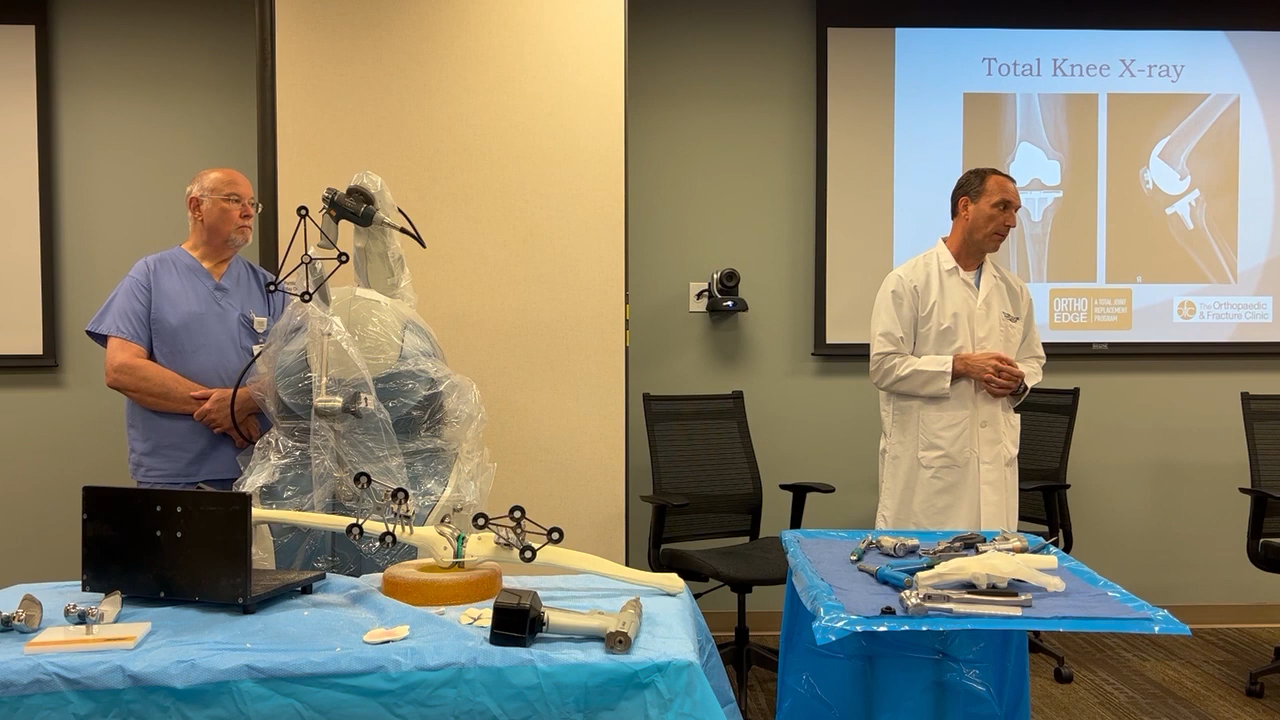 Total Knee X-ray
ORTHO
EDGE
A TOTAL JOINT
REPLACEMENT
PROGRAM
The Orthopaedic
& Fracture Clinic